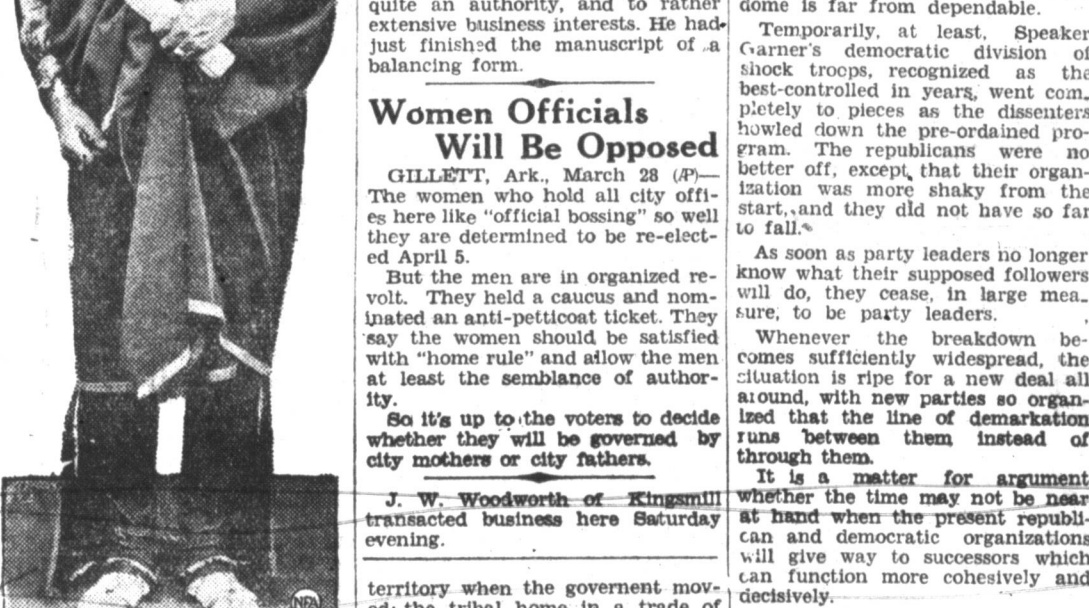 quite an authority, and to rather
extensive business interests. He had
just finished the manuscript of a
balancing form.
Women Officials
Will Be Opposed
GILLETT, Ark., March 28 (AP)—
The women who hold all city offi-
es here like "official bossing" so well
they are determined to be re-elect-
ed April 5.
But the men are in organized re-
volt. They held a caucus and nom-
inated an anti-petticoat ticket. They
say the women should be satisfied
with "home rule" and allow the men
at least the semblance of author-
ity.
So it's up to the voters to decide
whether they will be governed by
city mothers or city fathers.
J. W. Woodworth of Kingsmill
transacted business here Saturday
evening.
territory when the governent mov-
ed the tribal home in a trade of
dome is far from dependable.
Temporarily, at least, Speaker
Garner's democratic division of
shock troops, recognized as the
best-controlled in years, went com-
pletely to pieces as the dissenters
howled down the pre-ordained pro-
gram. The republicans were no
better off, except that their organ-
ization was more shaky from the
start, and they did not have so far
to fall.
As soon as party leaders no longer
know what their supposed followers
will do, they cease, in large mea-
sure, to be party leaders.
Whenever the breakdown be-
comes sufficiently widespread, the
situation is ripe for a new deal all
around, with new parties so organ-
ized that the line of demarkation
runs between them instead of
through them.
It is a matter for argument
whether the time may not be near
at hand when the present republi-
can and democratic organizations
will give way to successors which
can function more cohesively and
decisively.
NEA